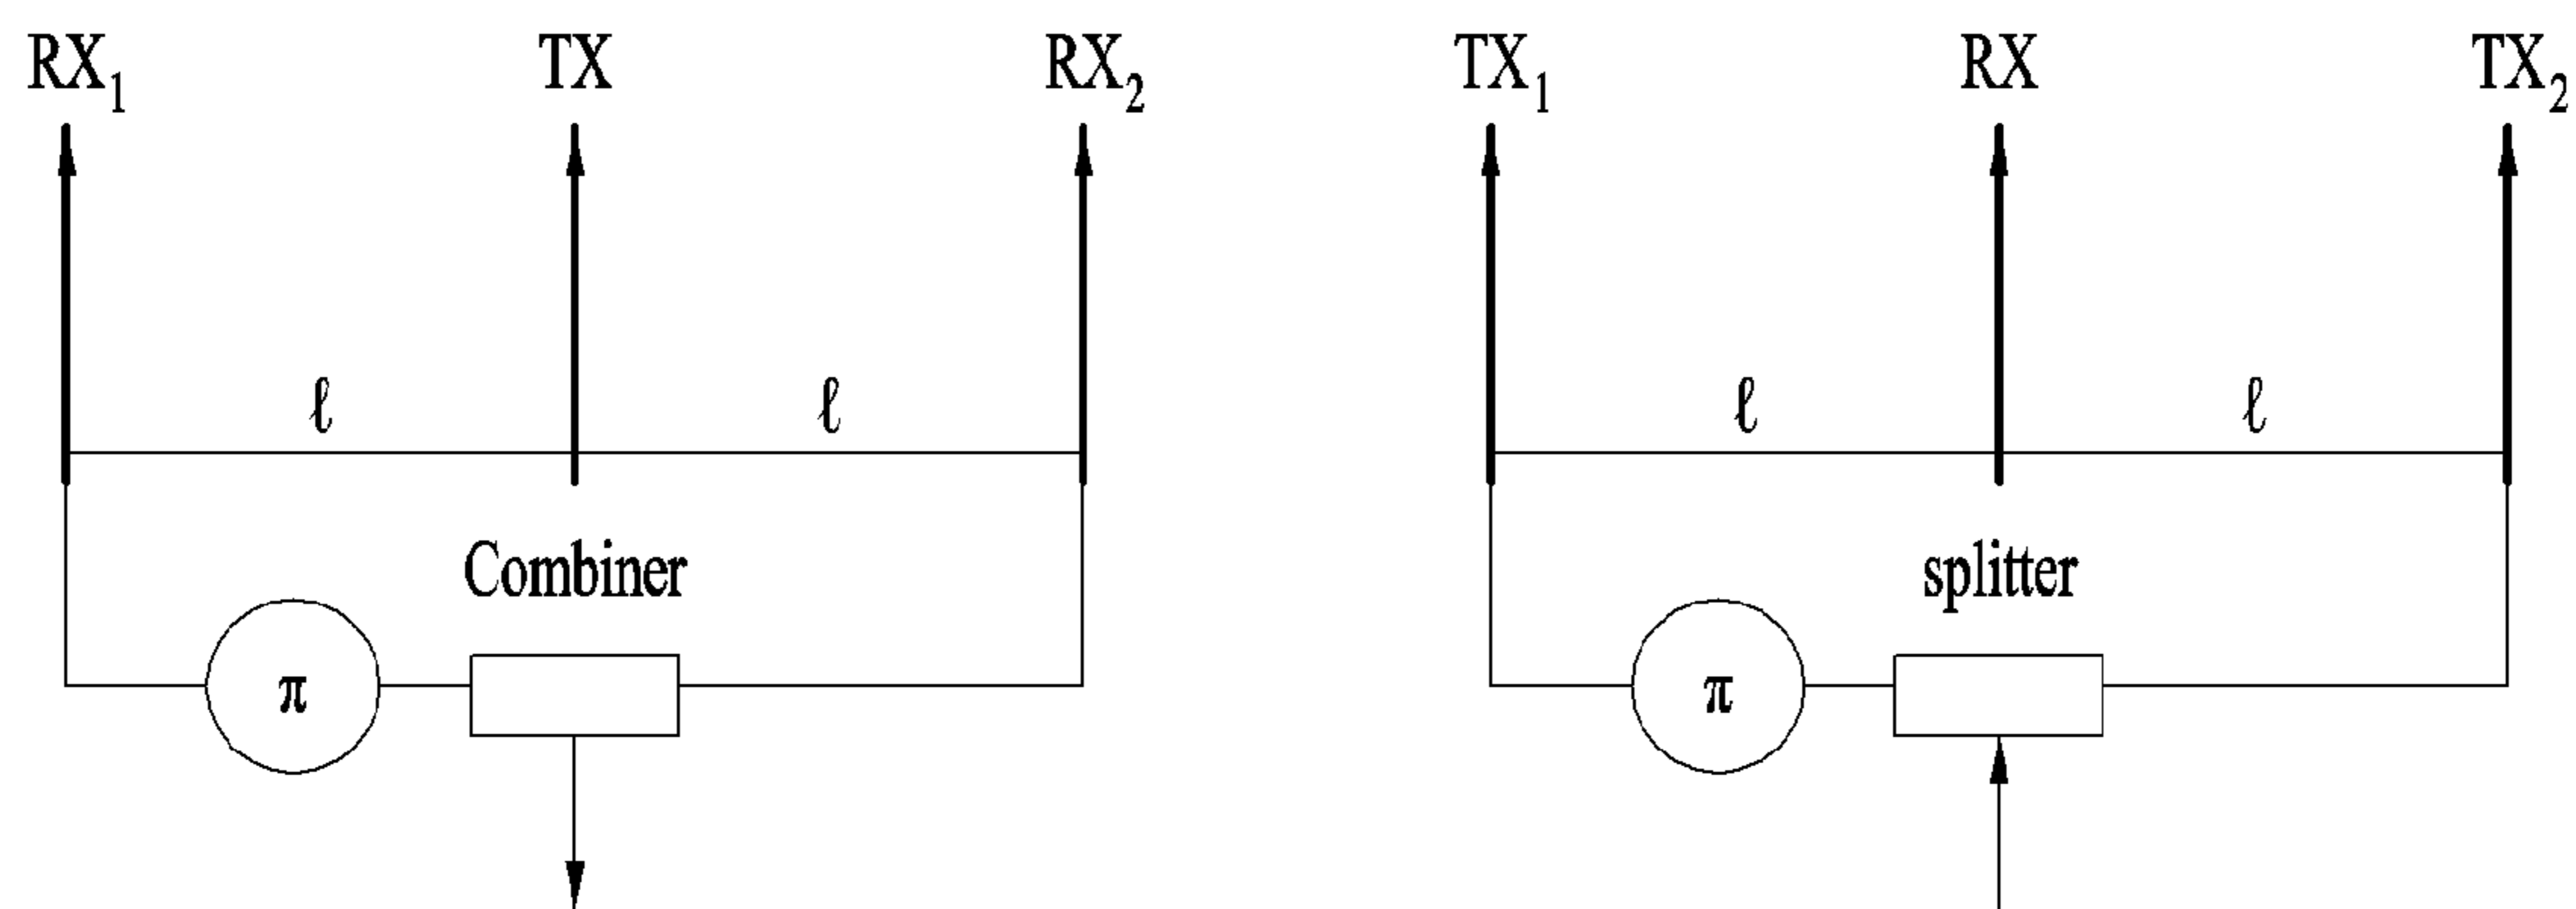 RX₁ TX RX₂ TX₁ RX TX₂
ℓ ℓ ℓ ℓ
Combiner splitter
π π